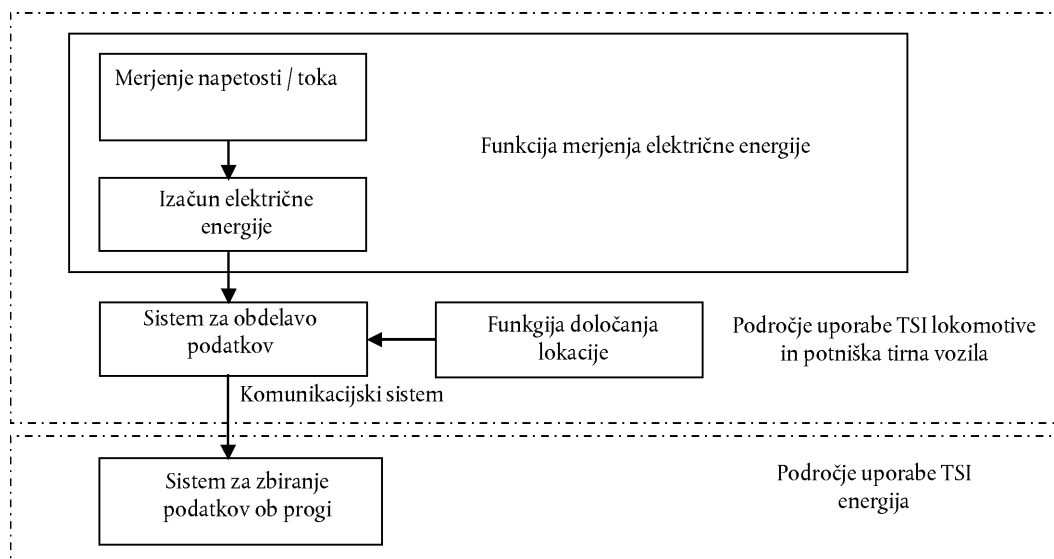 Merjenje napetosti / toka
Funkcija merjenja električne energije
Izačun električne
energije
Sistem za obdelavo
podatkov
Funkgija določanja
lokacije
Področje uporabe TSI lokomotive
in potniška tirna vozila
Komunikacijski sistem
Sistem za zbiranje
podatkov ob progi
Področje uporabe TSI
energija